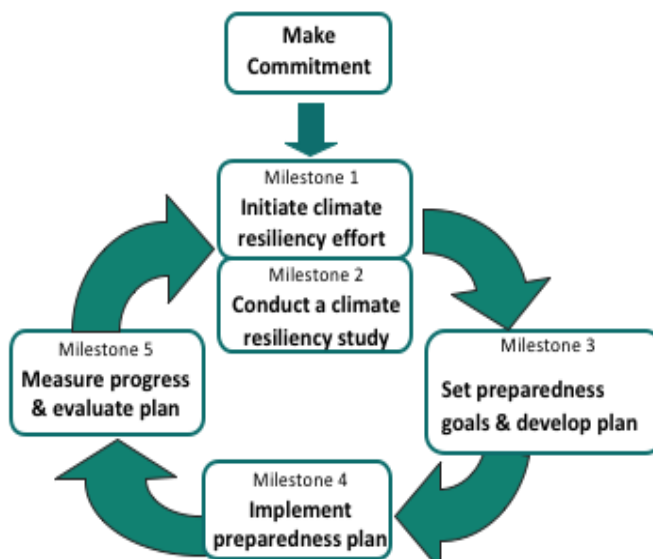 Make
Commitment
Milestone 1
Initiate climate
resiliency effort
Milestone 2
Conduct a climate
resiliency study
Milestone 3
Set preparedness
goals & develop plan
Milestone 4
Implement
preparedness plan
Milestone 5
Measure progress
& evaluate plan